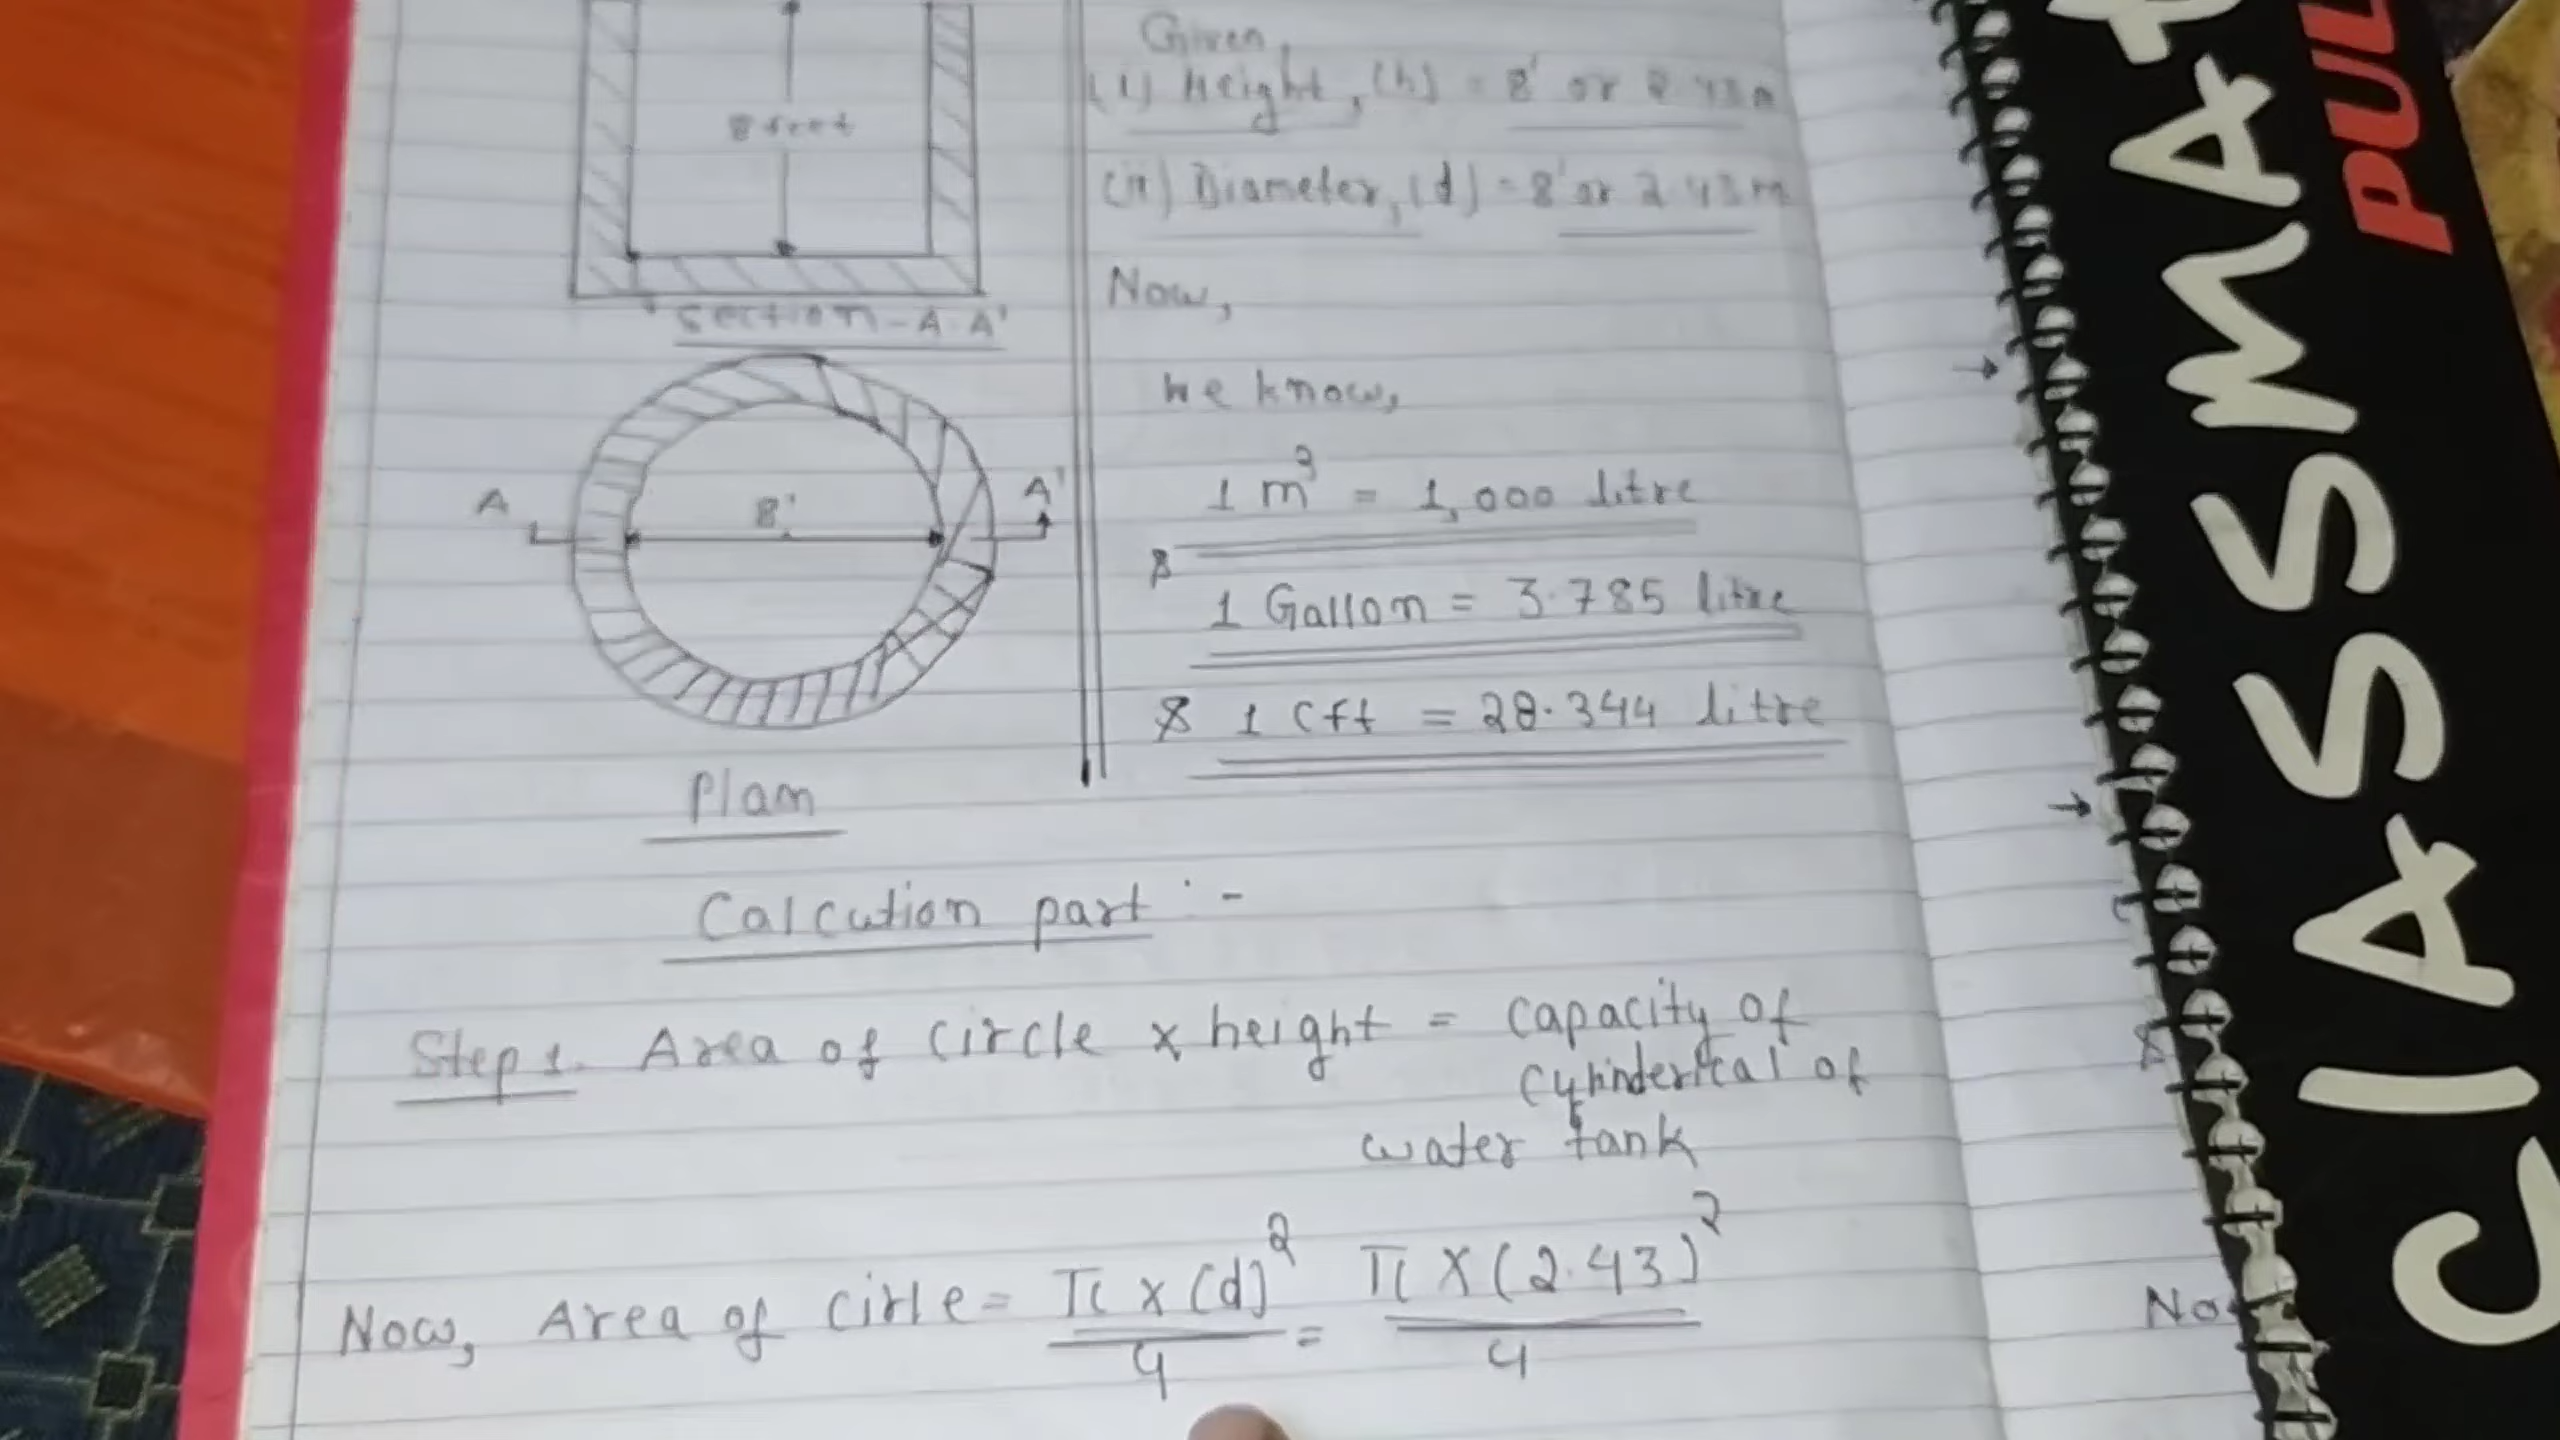 Given,
(i) Height, (h) = 8' or 2.43m
8 feet
(ii) Diameter, (d) = 8' or 2.43m
Now,
Section-A-A'
we know,
1 m³ = 1,000 litre
A 8' A'
& 1 Gallon = 3.785 litre
& 1 Cft = 28.344 litre
Plan
Calcution part :-
Step 1. Area of circle x height = capacity of
cylinderical of
water tank
Now, Area of cirle = π x (d)² / 4 = π x (2.43)² / 4
No
CLASSMAT
PUL